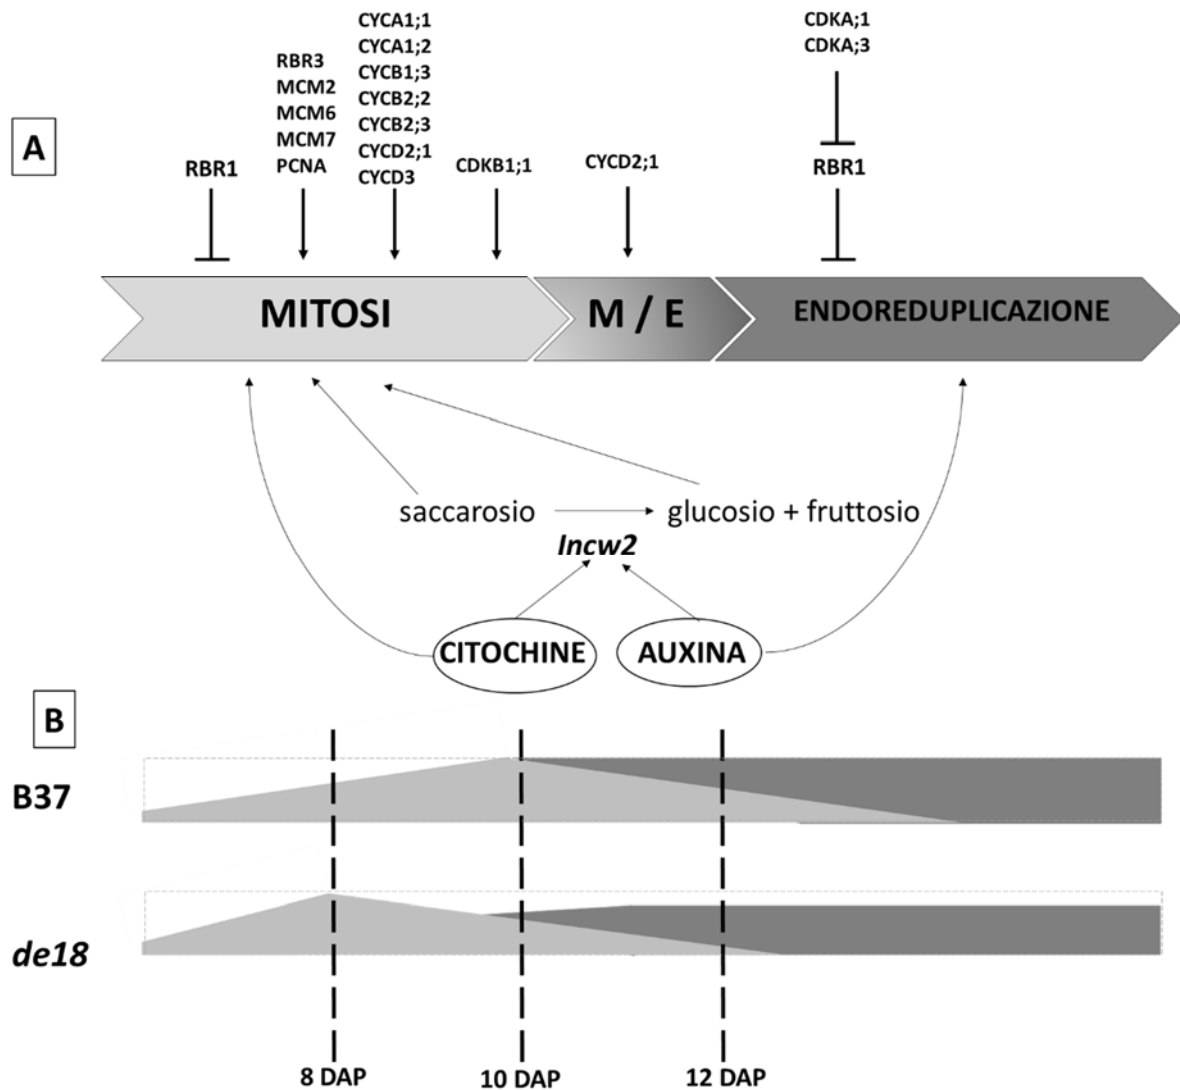 A
RBR1
RBR3
MCM2
MCM6
MCM7
PCNA
CYCA1;1
CYCA1;2
CYCB1;3
CYCB2;2
CYCB2;3
CYCD2;1
CYCD3
CDKB1;1
CYCD2;1
CDKA;1
CDKA;3
RBR1
MITOSI
M / E
ENDOREDUPLICAZIONE
saccarosio
glucosio + fruttosio
Incw2
CITOCHINE
AUXINA
B
B37
de18
8 DAP
10 DAP
12 DAP